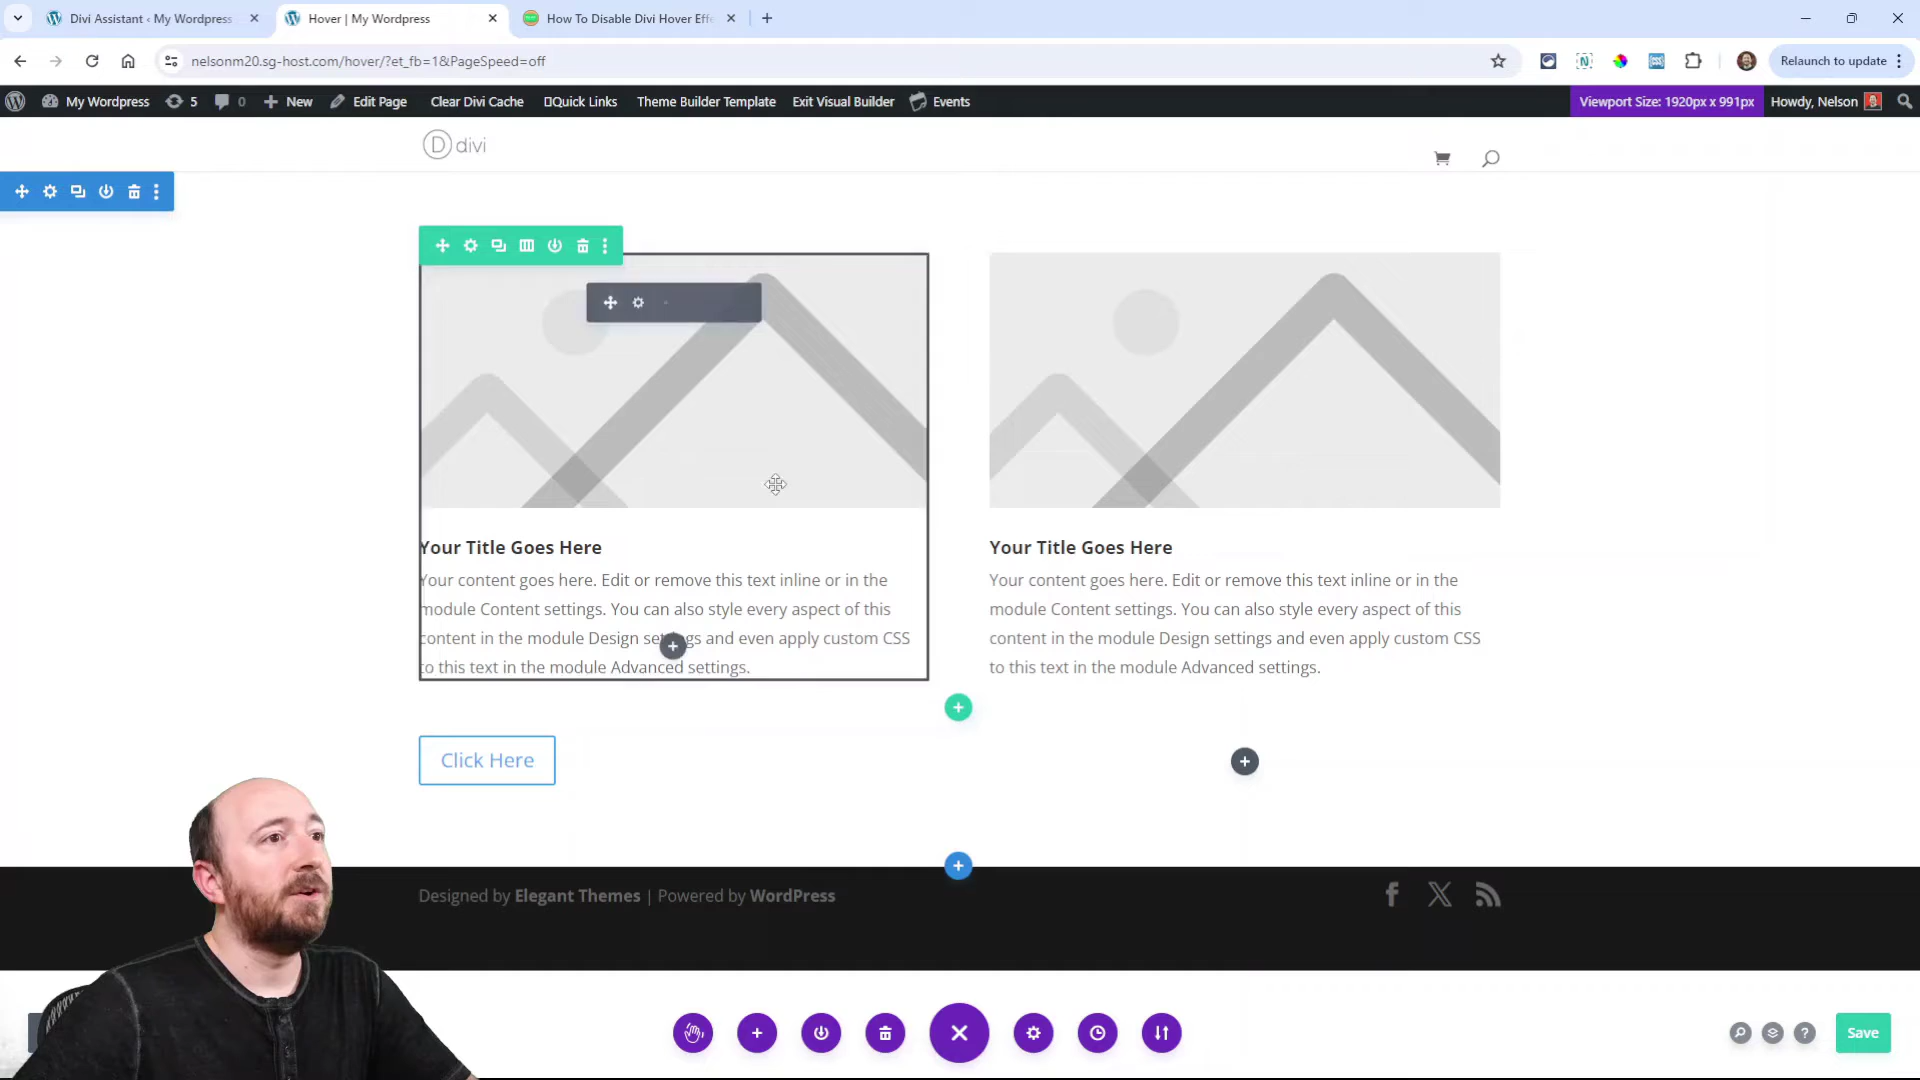 Divi Assistant ‹ My Wordpress
Hover | My Wordpress
How To Disable Divi Hover Effe
nelsonm20.sg-host.com/hover/?et_fb=1&PageSpeed=off
Relaunch to update
My Wordpress 5 0 New Edit Page Clear Divi Cache Quick Links Theme Builder Template Exit Visual Builder Events
Viewport Size: 1920px x 991px
Howdy, Nelson
D divi
Your Title Goes Here
Your content goes here. Edit or remove this text inline or in the
module Content settings. You can also style every aspect of this
content in the module Design settings and even apply custom CSS
to this text in the module Advanced settings.
Your Title Goes Here
Your content goes here. Edit or remove this text inline or in the
module Content settings. You can also style every aspect of this
content in the module Design settings and even apply custom CSS
to this text in the module Advanced settings.
Click Here
Designed by Elegant Themes | Powered by WordPress
Save